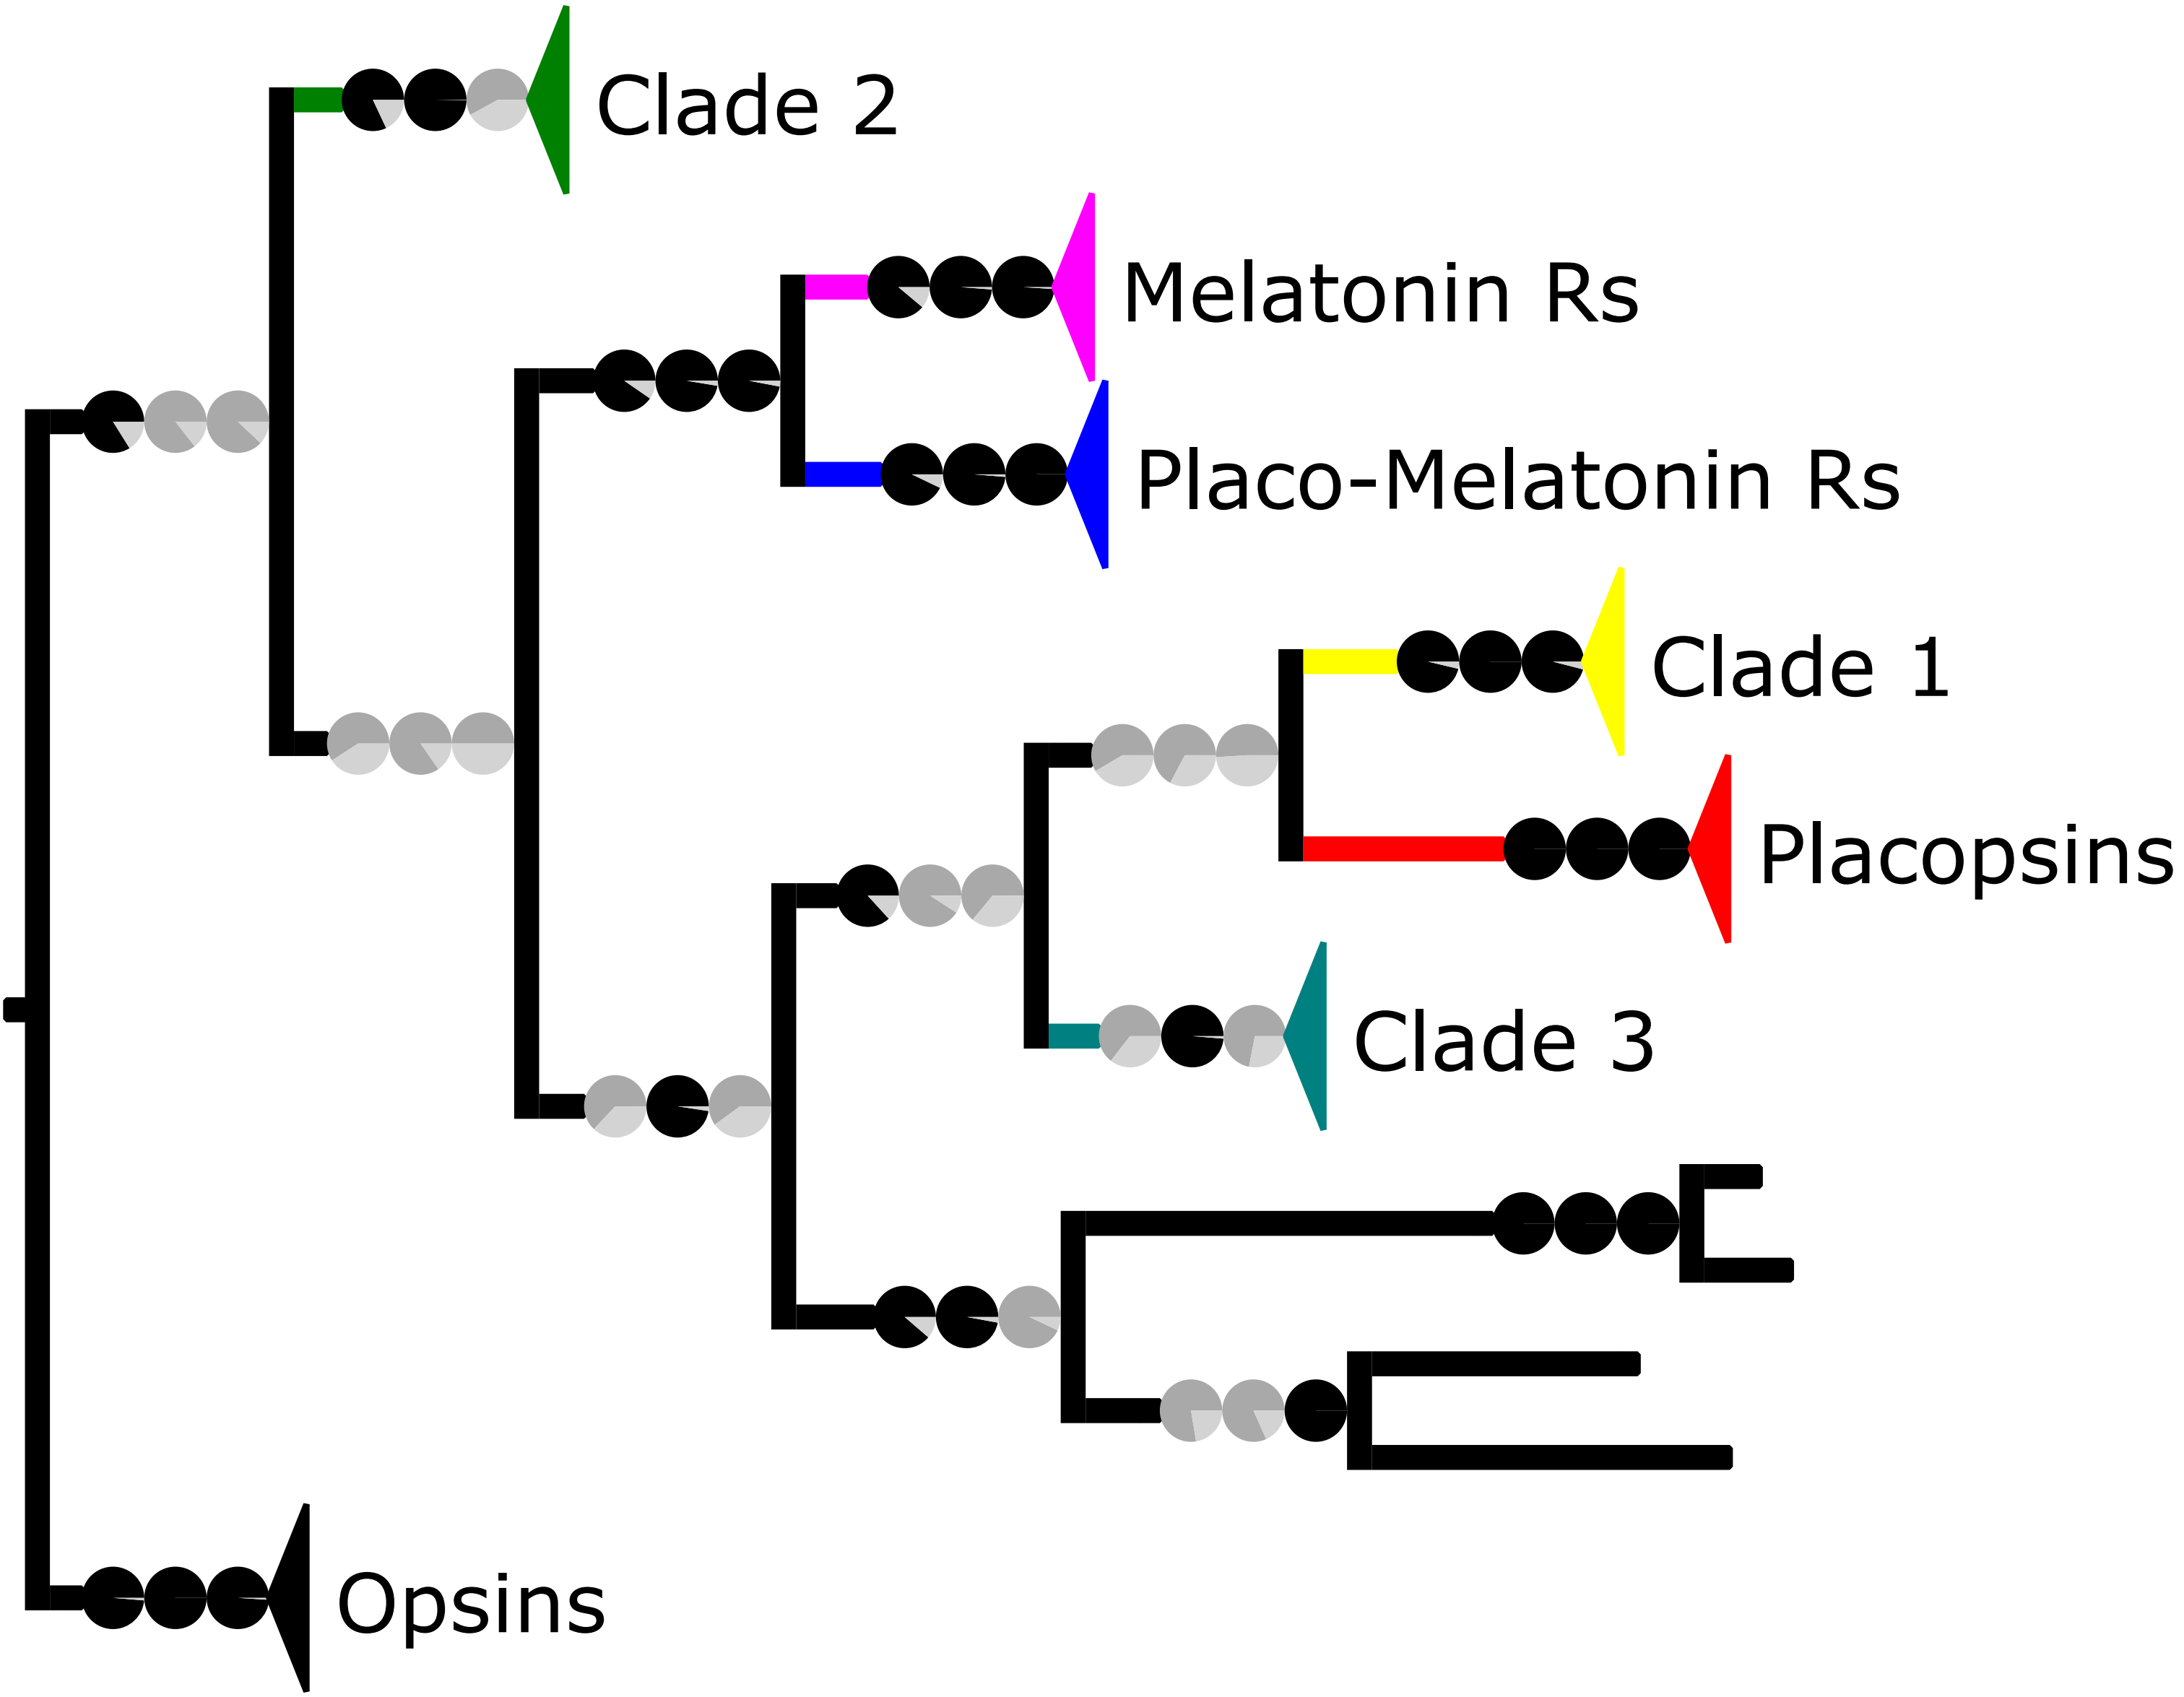 Clade 2
Melatonin Rs
Placo-Melatonin Rs
Clade 1
Placopsins
Clade 3
Opsins